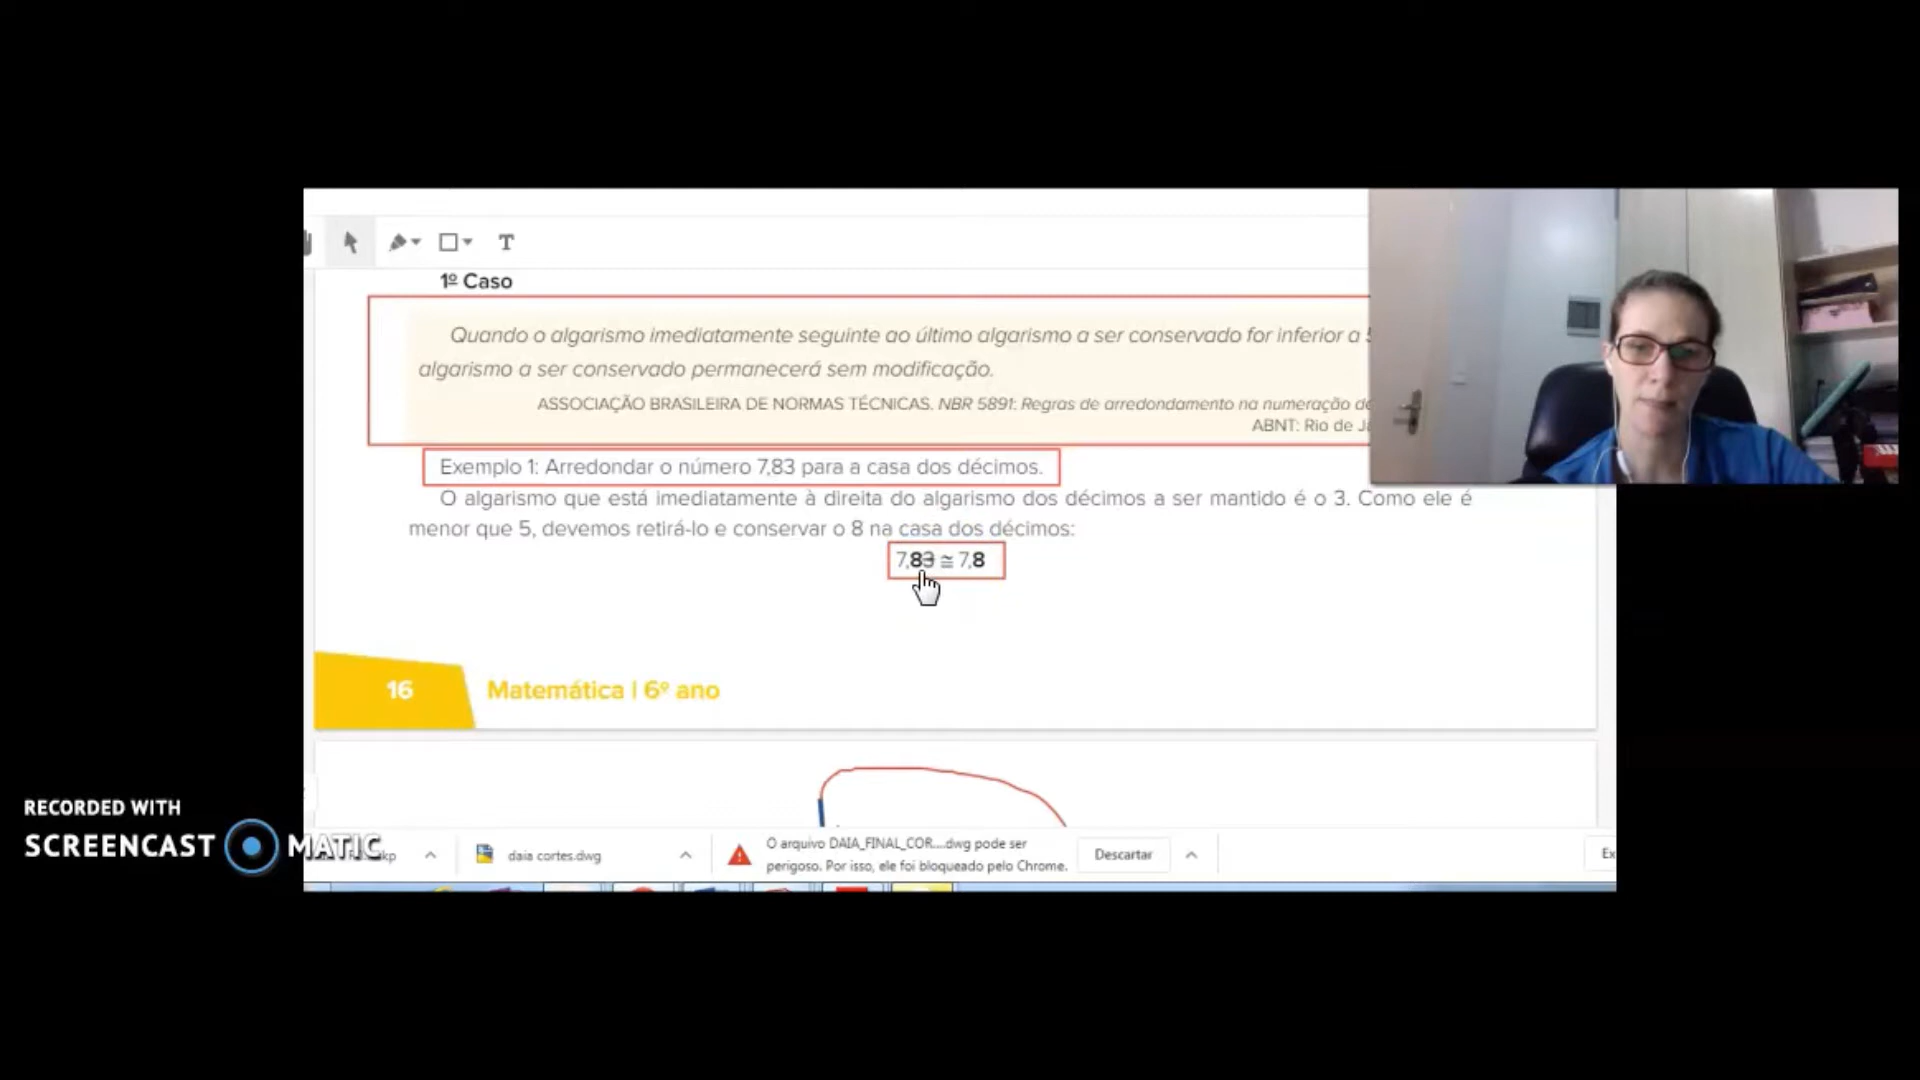 T
1º Caso
Quando o algarismo imediatamente seguinte ao último algarismo a ser conservado for inferior a 5
algarismo a ser conservado permanecerá sem modificação.
ASSOCIAÇÃO BRASILEIRA DE NORMAS TÉCNICAS. NBR 5891: Regras de arredondamento na numeração de
ABNT: Rio de Ja
Exemplo 1: Arredondar o número 7,83 para a casa dos décimos.
O algarismo que está imediatamente à direita do algarismo dos décimos a ser mantido é o 3. Como ele é
menor que 5, devemos retirá-lo e conservar o 8 na casa dos décimos:
7,83 ≅ 7,8
16 Matemática | 6º ano
RECORDED WITH
SCREENCAST MATIC
daia cortes.dwg
O arquivo DAIA_FINAL_COR....dwg pode ser
perigoso. Por isso, ele foi bloqueado pelo Chrome.
Descartar
Ex